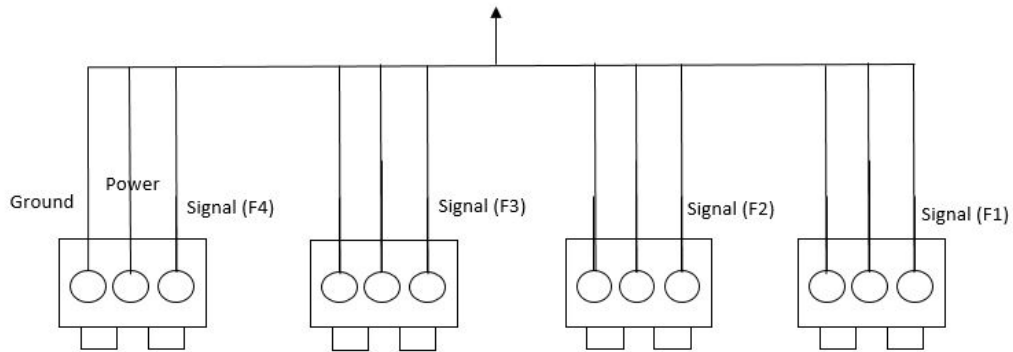 Ground
Power
Signal (F4)
Signal (F3)
Signal (F2)
Signal (F1)